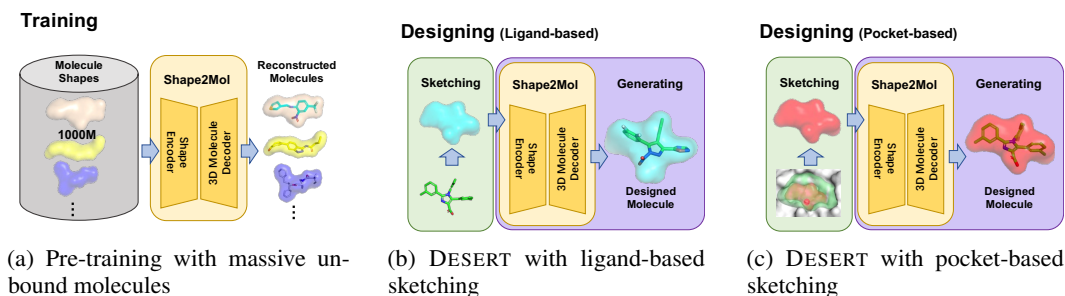 Training
Molecule
Shapes
1000M
Shape2Mol
Shape
Encoder
3D Molecule
Decoder
Reconstructed
Molecules
(a) Pre-training with massive un-
bound molecules
Designing (Ligand-based)
Sketching
Shape2Mol
Shape
Encoder
3D Molecule
Decoder
Generating
Designed
Molecule
(b) DESERT with ligand-based
sketching
Designing (Pocket-based)
Sketching
Shape2Mol
Shape
Encoder
3D Molecule
Decoder
Generating
Designed
Molecule
(c) DESERT with pocket-based
sketching